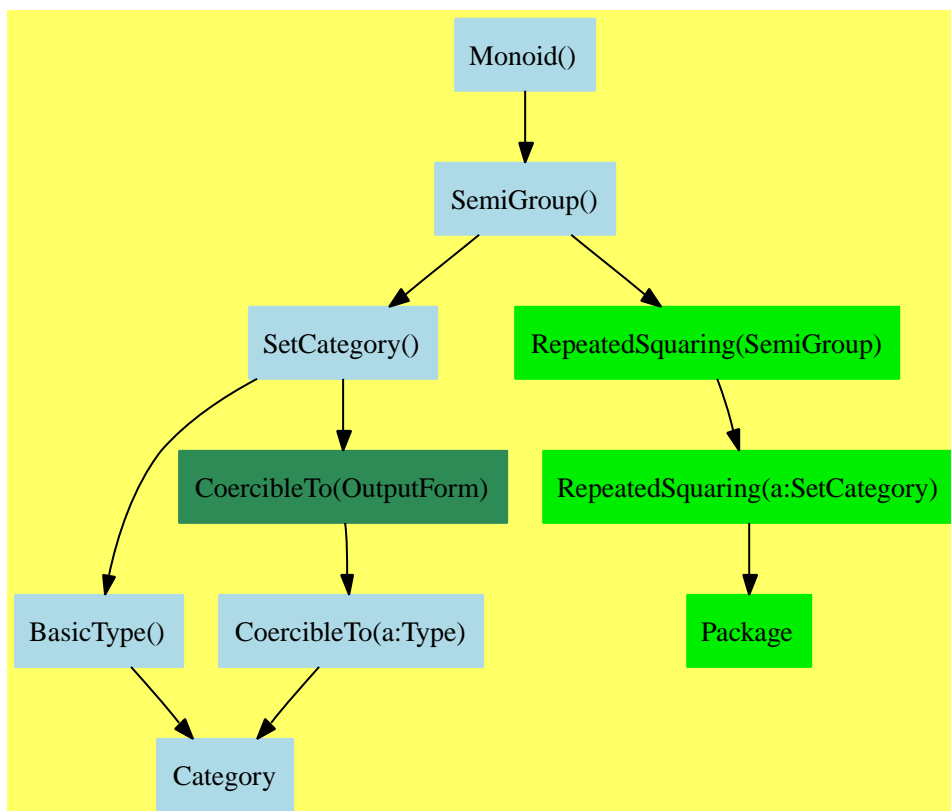 Monoid()
SemiGroup()
SetCategory()
RepeatedSquaring(SemiGroup)
CoercibleTo(OutputForm)
RepeatedSquaring(a:SetCategory)
BasicType()
CoercibleTo(a:Type)
Package
Category